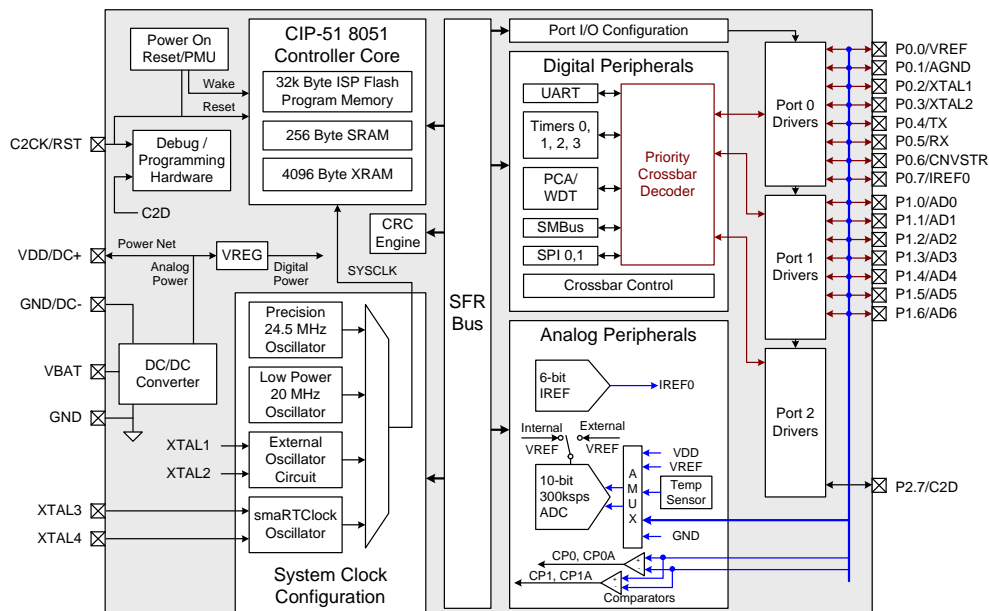 Power On
Reset/PMU
Wake
Reset
C2CK/RST
Debug /
Programming
Hardware
C2D
CIP-51 8051
Controller Core
32k Byte ISP Flash
Program Memory
256 Byte SRAM
4096 Byte XRAM
CRC
Engine
VDD/DC+
Power Net
Analog
Power
VREG
Digital
Power
SYSCLK
GND/DC-
DC/DC
Converter
VBAT
GND
Precision
24.5 MHz
Oscillator
Low Power
20 MHz
Oscillator
XTAL1
XTAL2
External
Oscillator
Circuit
XTAL3
XTAL4
smaRTClock
Oscillator
System Clock
Configuration
SFR
Bus
Port I/O Configuration
Digital Peripherals
UART
Timers 0,
1, 2, 3
PCA/
WDT
SMBus
SPI 0,1
Priority
Crossbar
Decoder
Crossbar Control
Analog Peripherals
6-bit
IREF
IREF0
Internal
VREF
External
VREF
10-bit
300ksps
ADC
A
M
U
X
VDD
VREF
Temp
Sensor
GND
CP0, CP0A
CP1, CP1A
+
-
+
-
Comparators
Port 0
Drivers
Port 1
Drivers
Port 2
Drivers
P0.0/VREF
P0.1/AGND
P0.2/XTAL1
P0.3/XTAL2
P0.4/TX
P0.5/RX
P0.6/CNVSTR
P0.7/IREF0
P1.0/AD0
P1.1/AD1
P1.2/AD2
P1.3/AD3
P1.4/AD4
P1.5/AD5
P1.6/AD6
P2.7/C2D